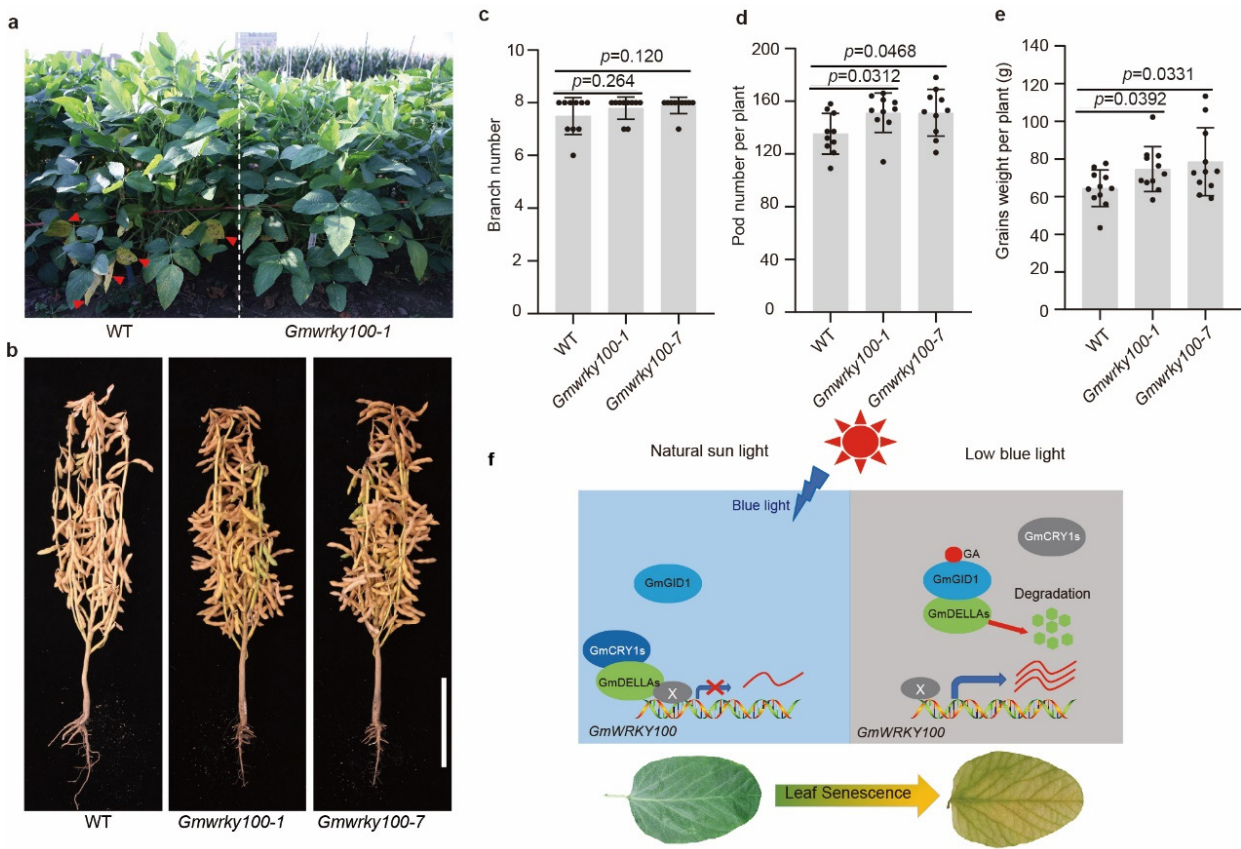 a
WT
Gmwrky100-1
b
WT
Gmwrky100-1
Gmwrky100-7
c
Branch number
10
8
6
4
2
0
p=0.120
p=0.264
WT
Gmwrky100-1
Gmwrky100-7
d
Pod number per plant
200
160
120
80
40
0
p=0.0468
p=0.0312
WT
Gmwrky100-1
Gmwrky100-7
e
Grains weight per plant (g)
140
120
100
80
60
40
20
0
p=0.0331
p=0.0392
WT
Gmwrky100-1
Gmwrky100-7
f
Natural sun light
Low blue light
Blue light
GmGID1
GmCRY1s
GmDELLAs
X
GmWRKY100
GmCRY1s
GA
GmGID1
GmDELLAs
Degradation
X
GmWRKY100
Leaf Senescence